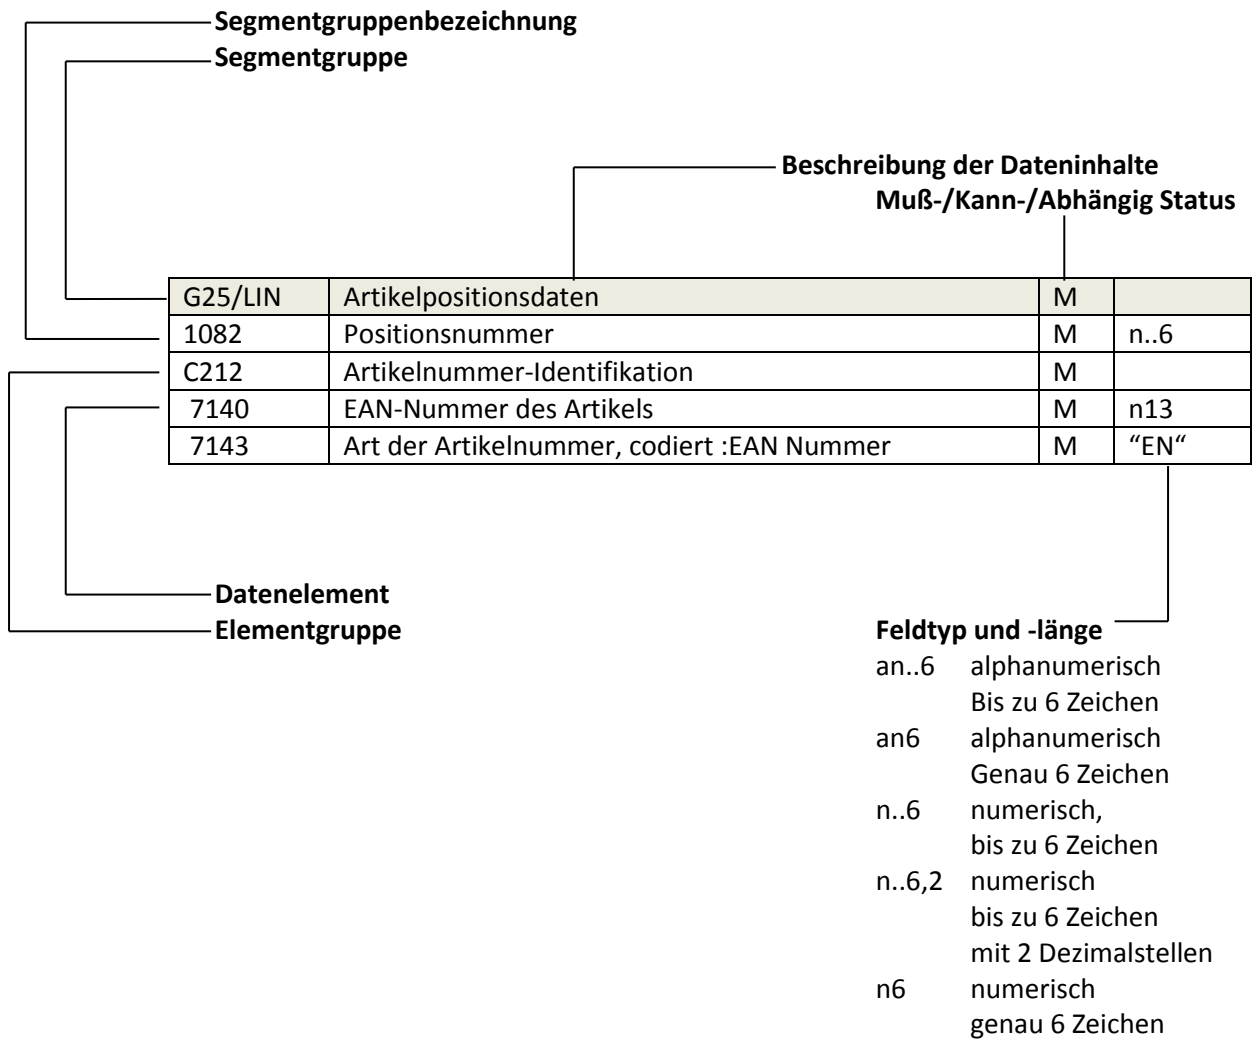 Segmentgruppenbezeichnung
Segmentgruppe
Beschreibung der Dateninhalte
Muß-/Kann-/Abhängig Status
G25/LIN Artikelpositionsdaten M
1082 Positionsnummer M n..6
C212 Artikelnummer-Identifikation M
7140 EAN-Nummer des Artikels M n13
7143 Art der Artikelnummer, codiert :EAN Nummer M “EN“
Datenelement
Elementgruppe
Feldtyp und -länge
an..6 alphanumerisch
Bis zu 6 Zeichen
an6 alphanumerisch
Genau 6 Zeichen
n..6 numerisch,
bis zu 6 Zeichen
n..6,2 numerisch
bis zu 6 Zeichen
mit 2 Dezimalstellen
n6 numerisch
genau 6 Zeichen